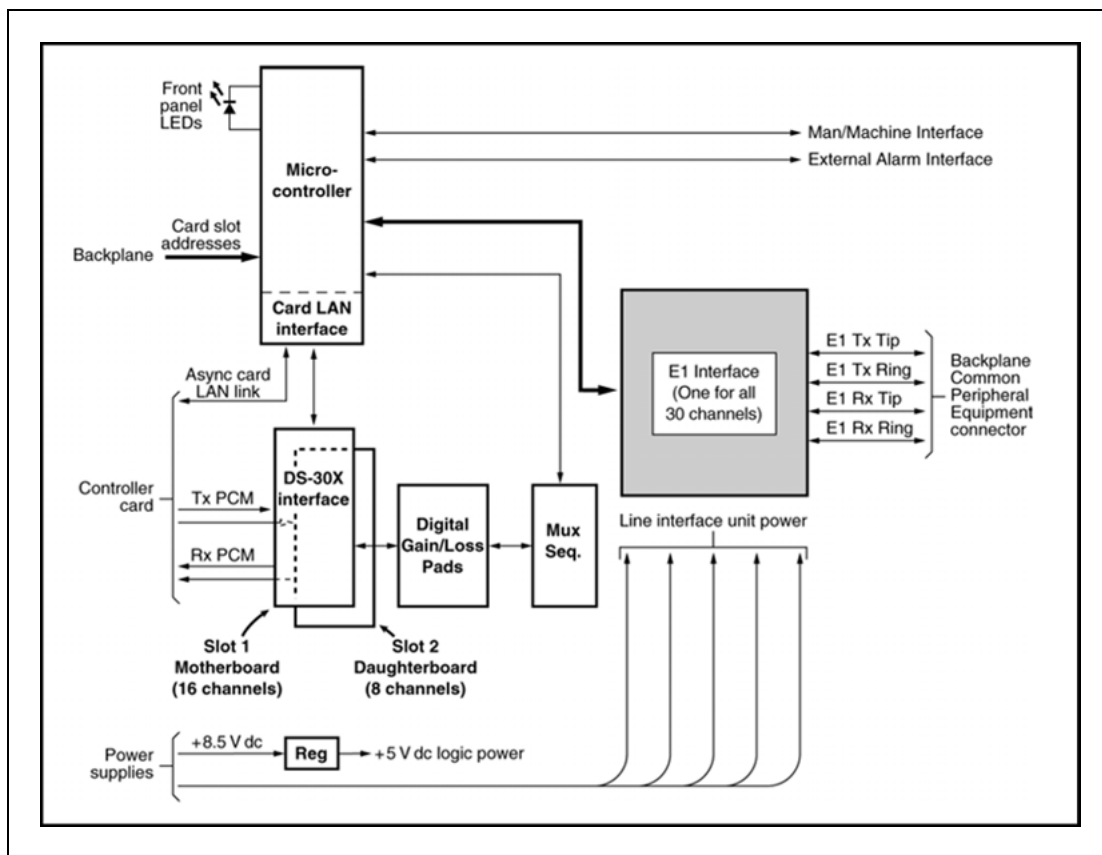 Front
panel
LEDs
Micro-
controller
Man/Machine Interface
External Alarm Interface
Card slot
addresses
Backplane
Card LAN
interface
Async card
LAN link
E1 Interface
(One for all
30 channels)
E1 Tx Tip
E1 Tx Ring
E1 Rx Tip
E1 Rx Ring
Backplane
Common
Peripheral
Equipment
connector
Controller
card
Tx PCM
Rx PCM
DS-30X
interface
Digital
Gain/Loss
Pads
Mux
Seq.
Line interface unit power
Slot 1
Motherboard
(16 channels)
Slot 2
Daughterboard
(8 channels)
Power
supplies
+8.5 V dc
Reg
+5 V dc logic power